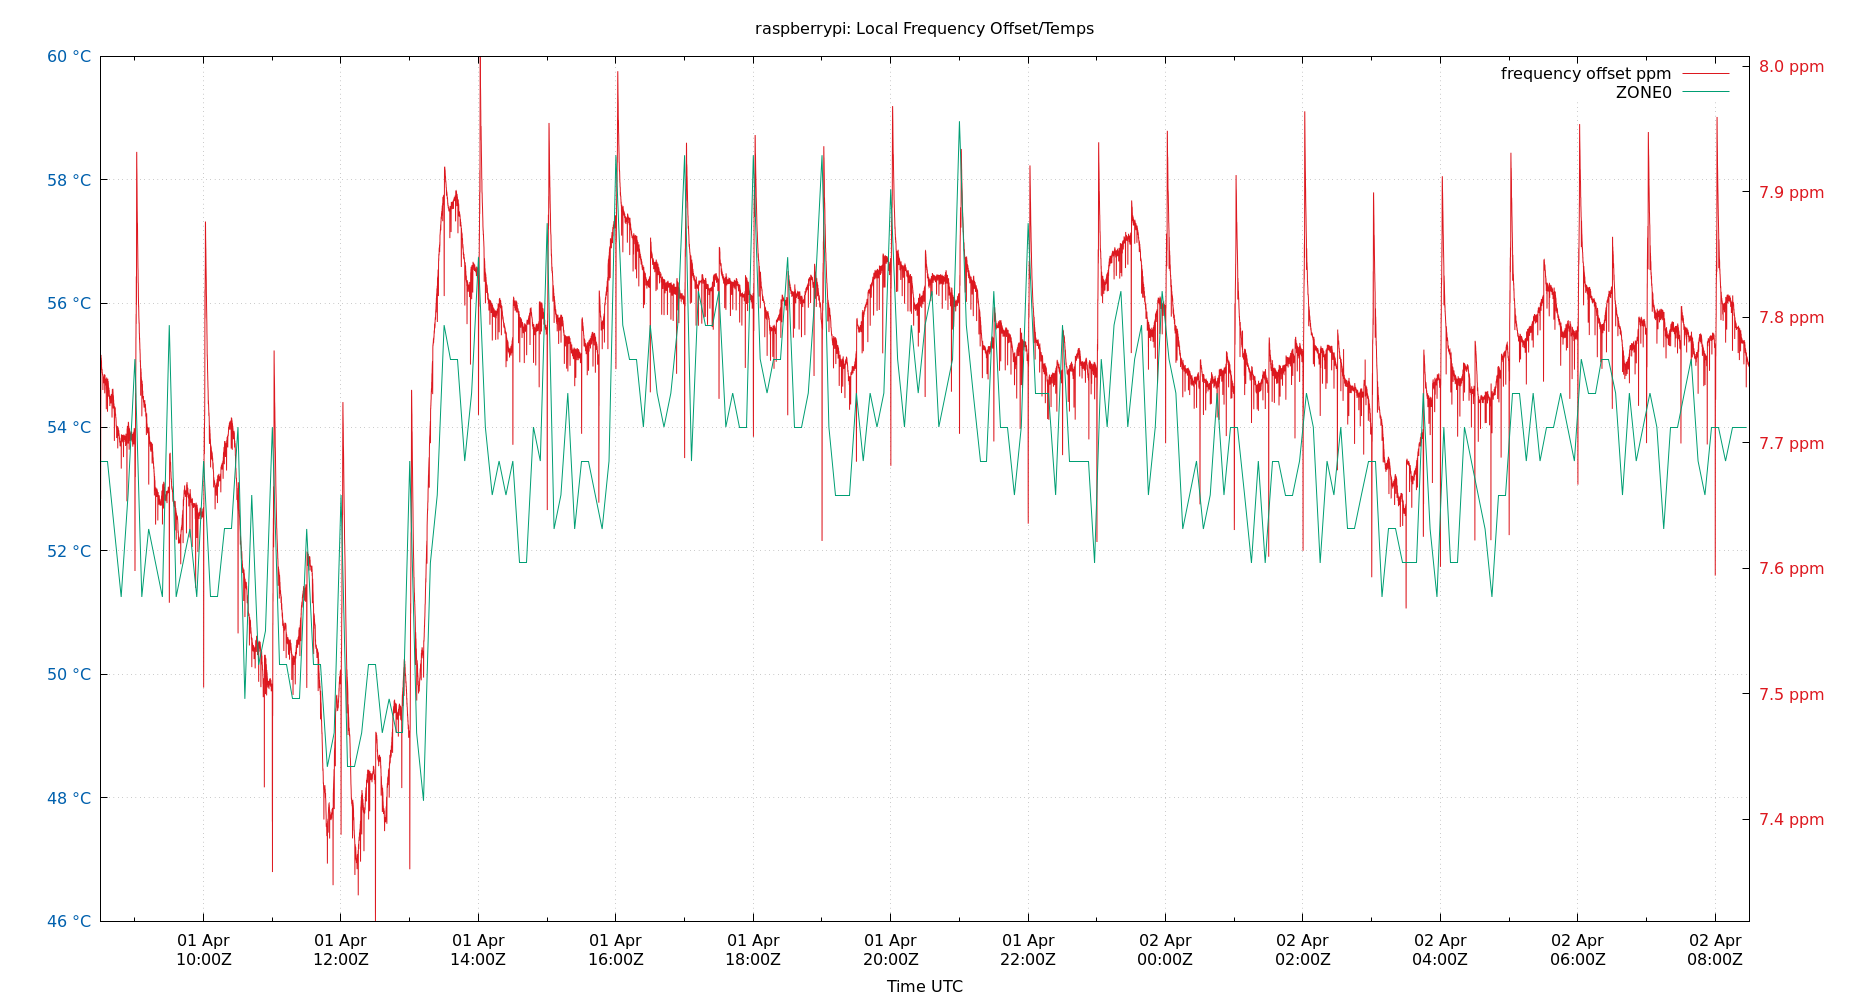 raspberrypi: Local Frequency Offset/Temps
60 °C
58 °C
56 °C
54 °C
52 °C
50 °C
48 °C
46 °C
frequency offset ppm
ZONE0
8.0 ppm
7.9 ppm
7.8 ppm
7.7 ppm
7.6 ppm
7.5 ppm
7.4 ppm
01 Apr 01 Apr 01 Apr 01 Apr 01 Apr 01 Apr 01 Apr 02 Apr 02 Apr 02 Apr 02 Apr 02 Apr
10:00Z 12:00Z 14:00Z 16:00Z 18:00Z 20:00Z 22:00Z 00:00Z 02:00Z 04:00Z 06:00Z 08:00Z
Time UTC